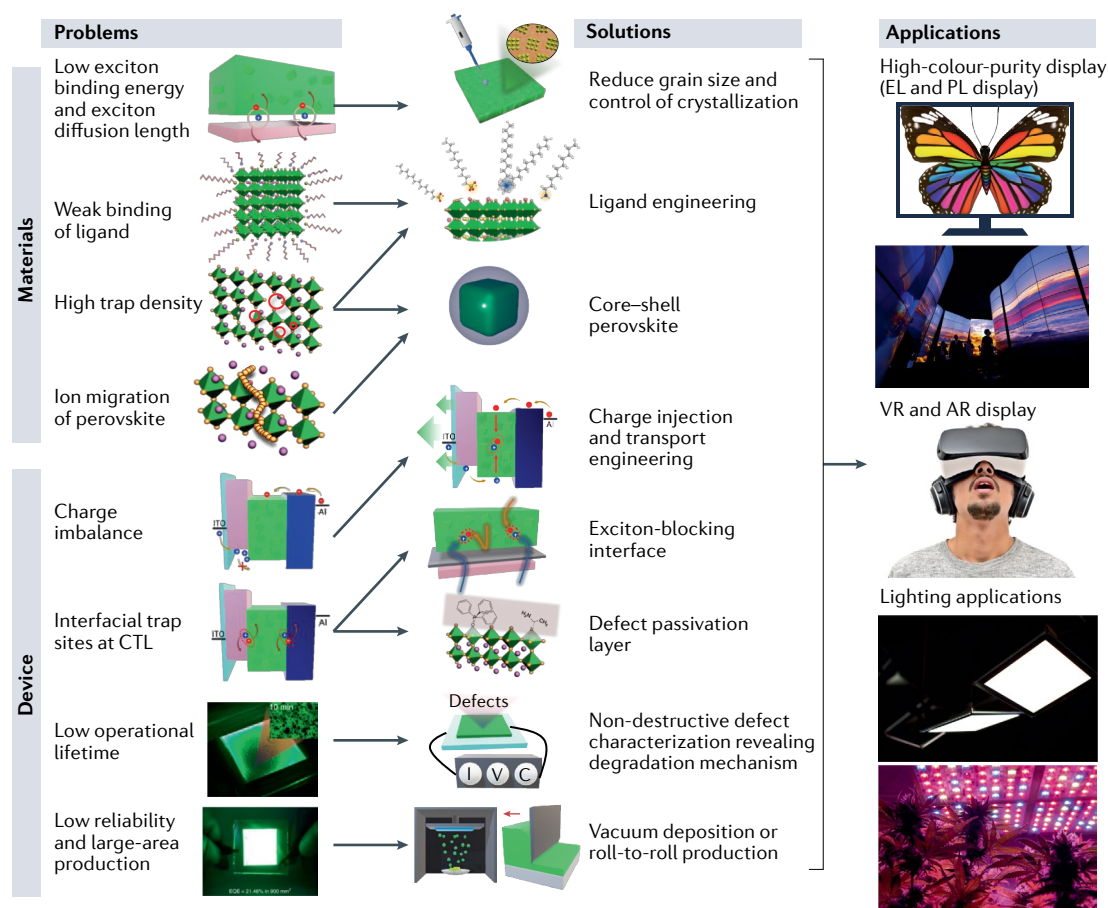 Problems
Solutions
Applications
Materials
Low exciton
binding energy
and exciton
diffusion length
Reduce grain size and
control of crystallization
Weak binding
of ligand
Ligand engineering
High trap density
Core–shell
perovskite
Ion migration
of perovskite
Charge injection
and transport
engineering
ITO
Al
Device
Charge
imbalance
ITO
Al
Exciton-blocking
interface
Interfacial trap
sites at CTL
ITO
Al
Defect passivation
layer
H₂N
CH₃
Low operational
lifetime
10 min
Defects
I V C
Non-destructive defect
characterization revealing
degradation mechanism
Low reliability
and large-area
production
EQE = 21.46% in 900 mm²
Vacuum deposition or
roll-to-roll production
High-colour-purity display
(EL and PL display)
VR and AR display
Lighting applications